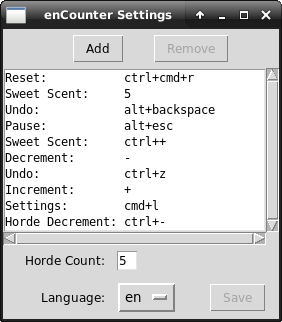 enCounter Settings
Add Remove
Reset: ctrl+cmd+r
Sweet Scent: 5
Undo: alt+backspace
Pause: alt+esc
Sweet Scent: ctrl++
Decrement: -
Undo: ctrl+z
Increment: +
Settings: cmd+l
Horde Decrement: ctrl+-
Horde Count: 5
Language: en Save